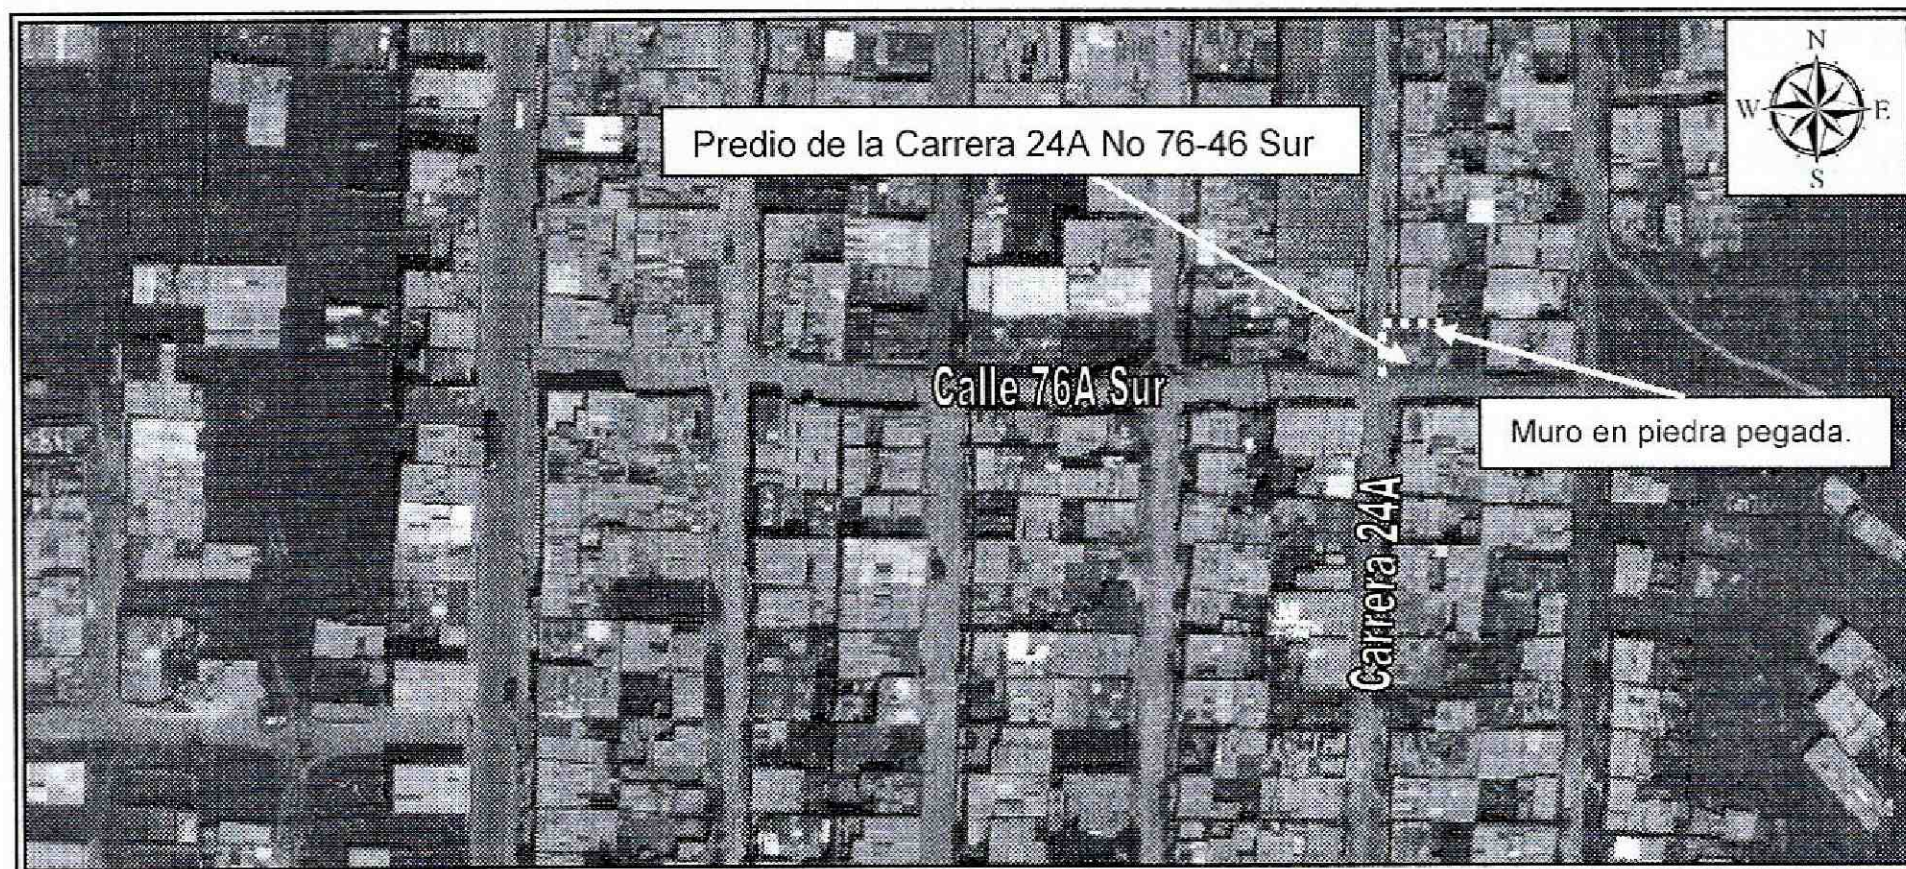 N
W E
S
Predio de la Carrera 24A No 76-46 Sur
Calle 76A Sur
Muro en piedra pegada.
Carrera 24A